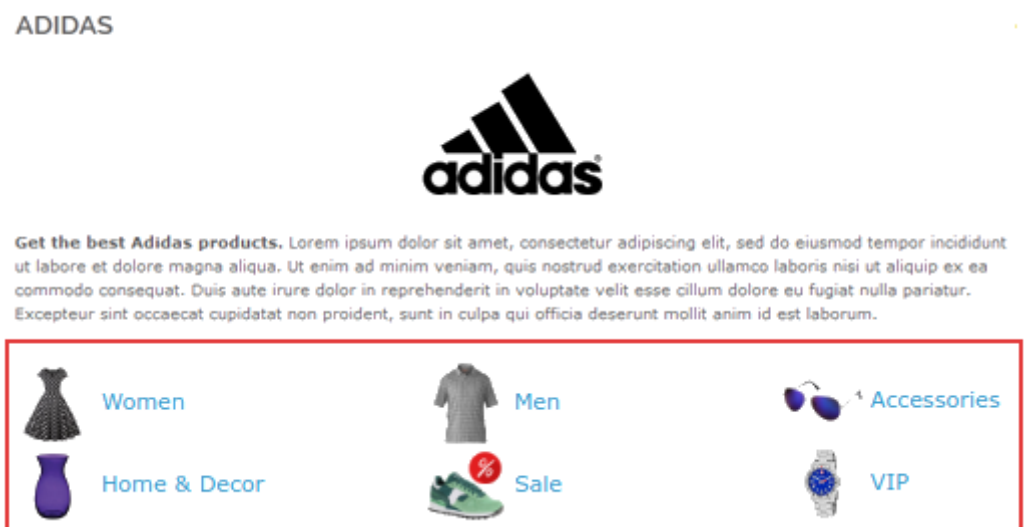 ADIDAS
adidas®
Get the best Adidas products. Lorem ipsum dolor sit amet, consectetur adipiscing elit, sed do eiusmod tempor incididunt
ut labore et dolore magna aliqua. Ut enim ad minim veniam, quis nostrud exercitation ullamco laboris nisi ut aliquip ex ea
commodo consequat. Duis aute irure dolor in reprehenderit in voluptate velit esse cillum dolore eu fugiat nulla pariatur.
Excepteur sint occaecat cupidatat non proident, sunt in culpa qui officia deserunt mollit anim id est laborum.
Women
Men
Accessories
Home & Decor
%
Sale
VIP